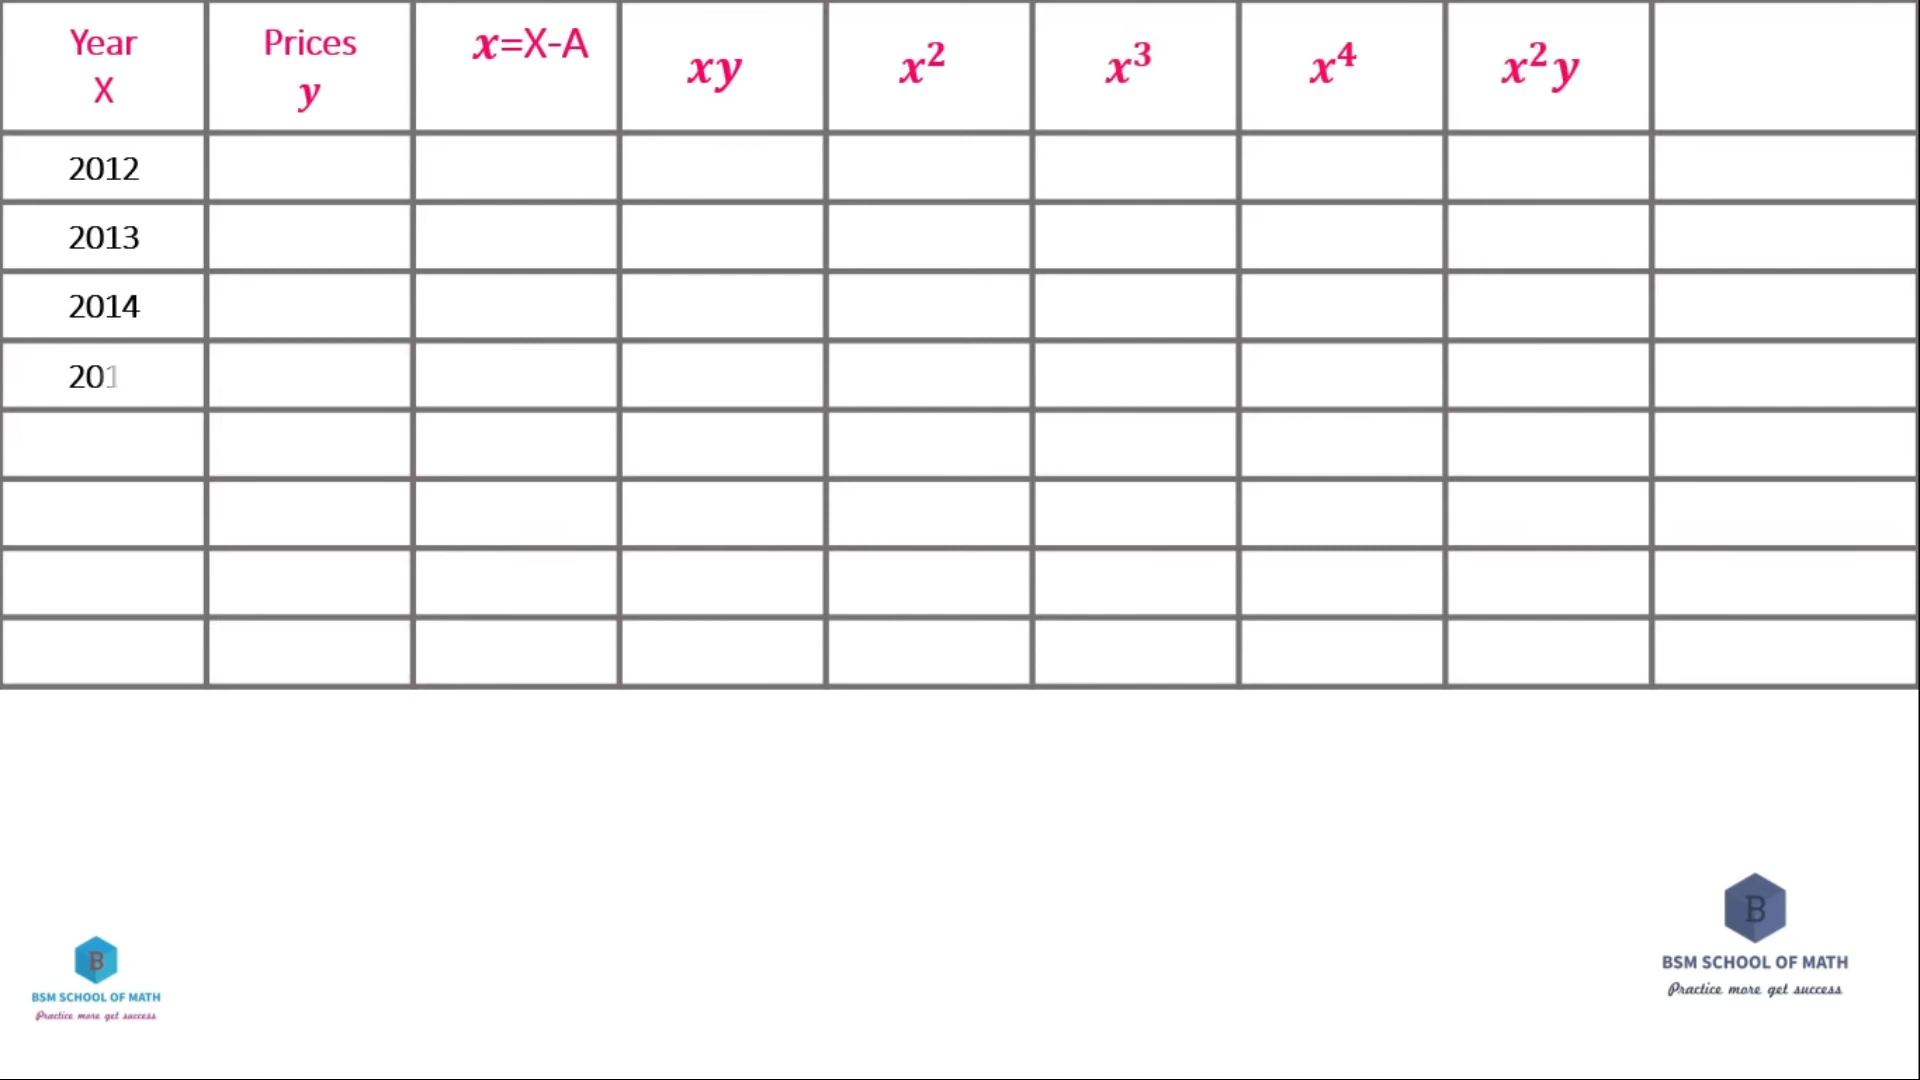 Year
X
Prices
y
x=X-A
xy
x²
x³
x⁴
x²y
2012
2013
2014
201
B
BSM SCHOOL OF MATH
Practice more get success
B
BSM SCHOOL OF MATH
Practice more get success